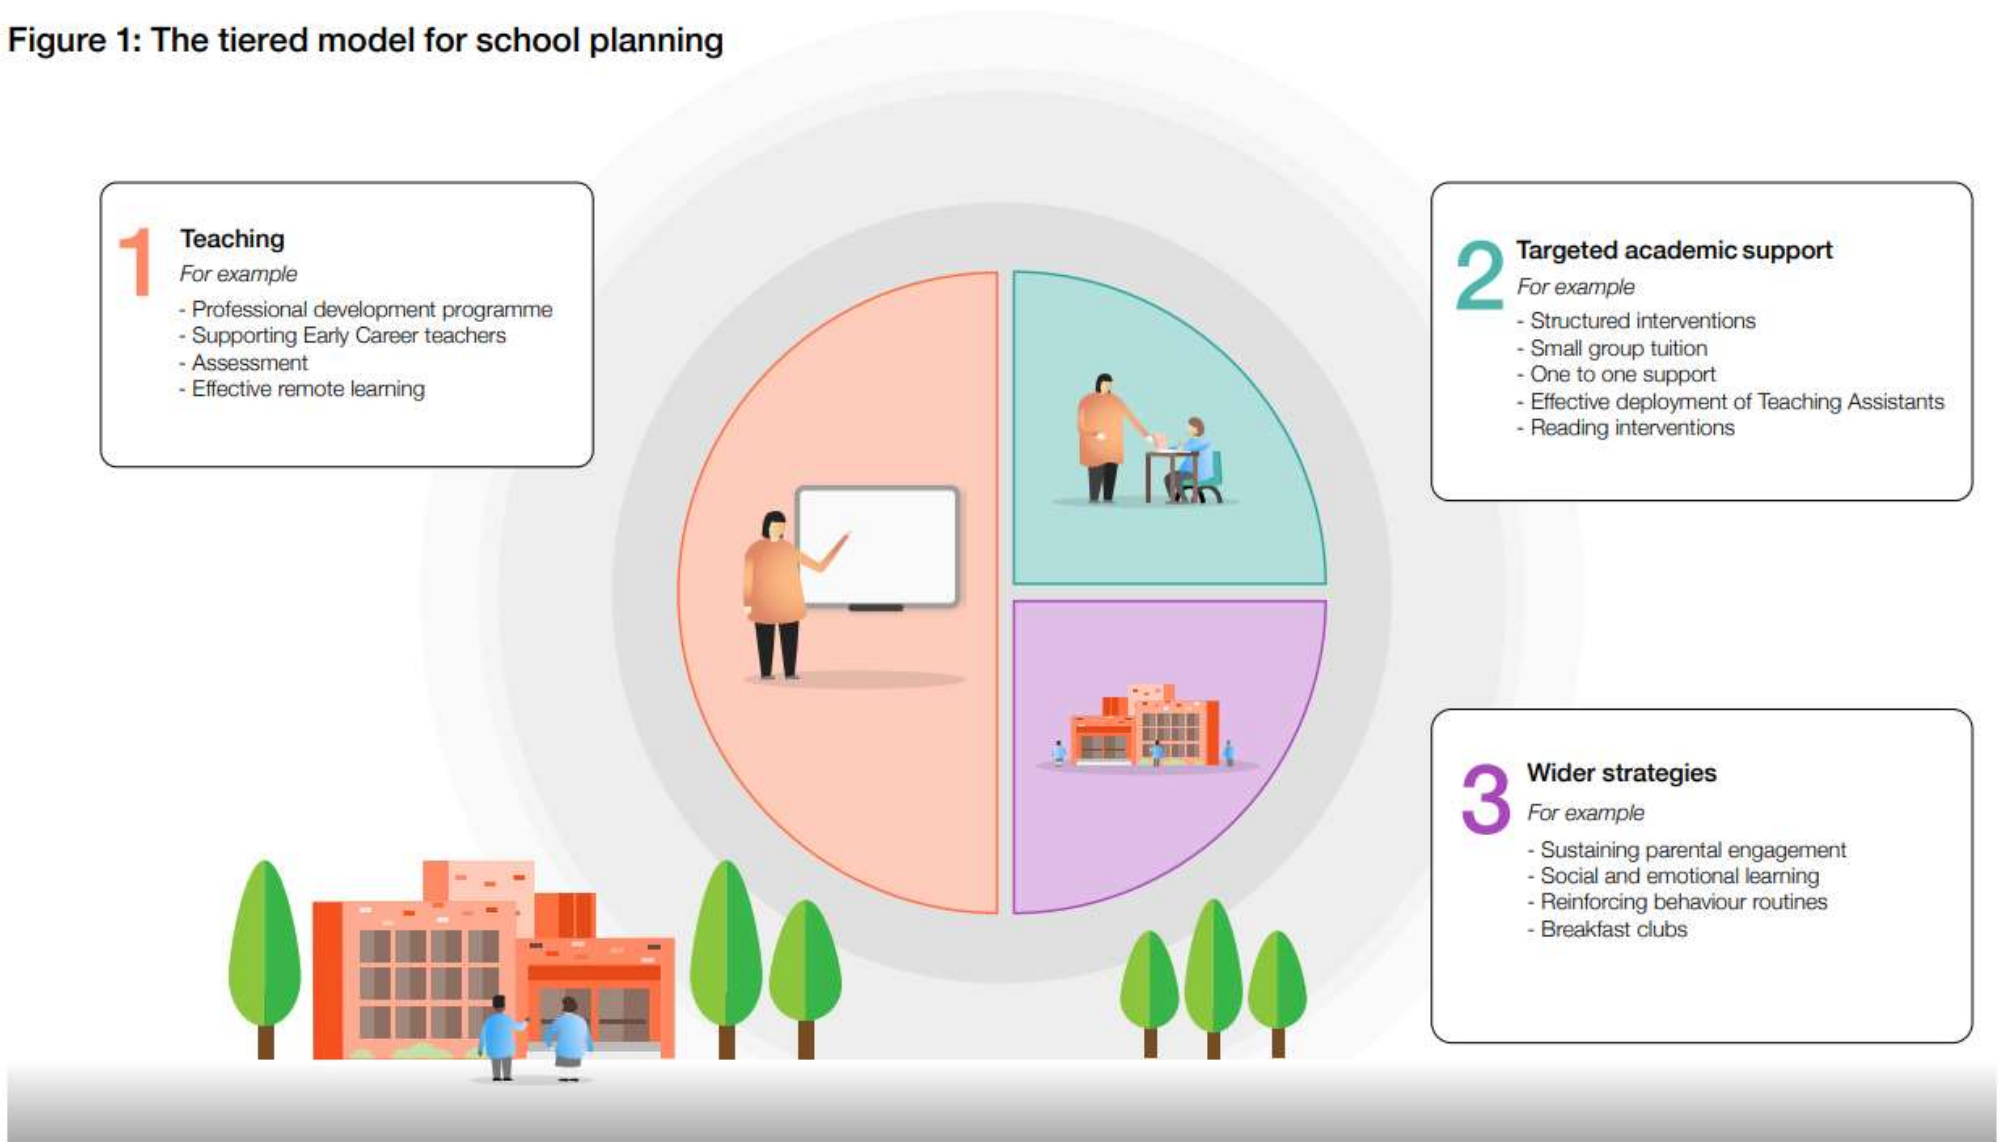 Figure 1: The tiered model for school planning
1
Teaching
For example
- Professional development programme
- Supporting Early Career teachers
- Assessment
- Effective remote learning
2
Targeted academic support
For example
- Structured interventions
- Small group tuition
- One to one support
- Effective deployment of Teaching Assistants
- Reading interventions
3
Wider strategies
For example
- Sustaining parental engagement
- Social and emotional learning
- Reinforcing behaviour routines
- Breakfast clubs